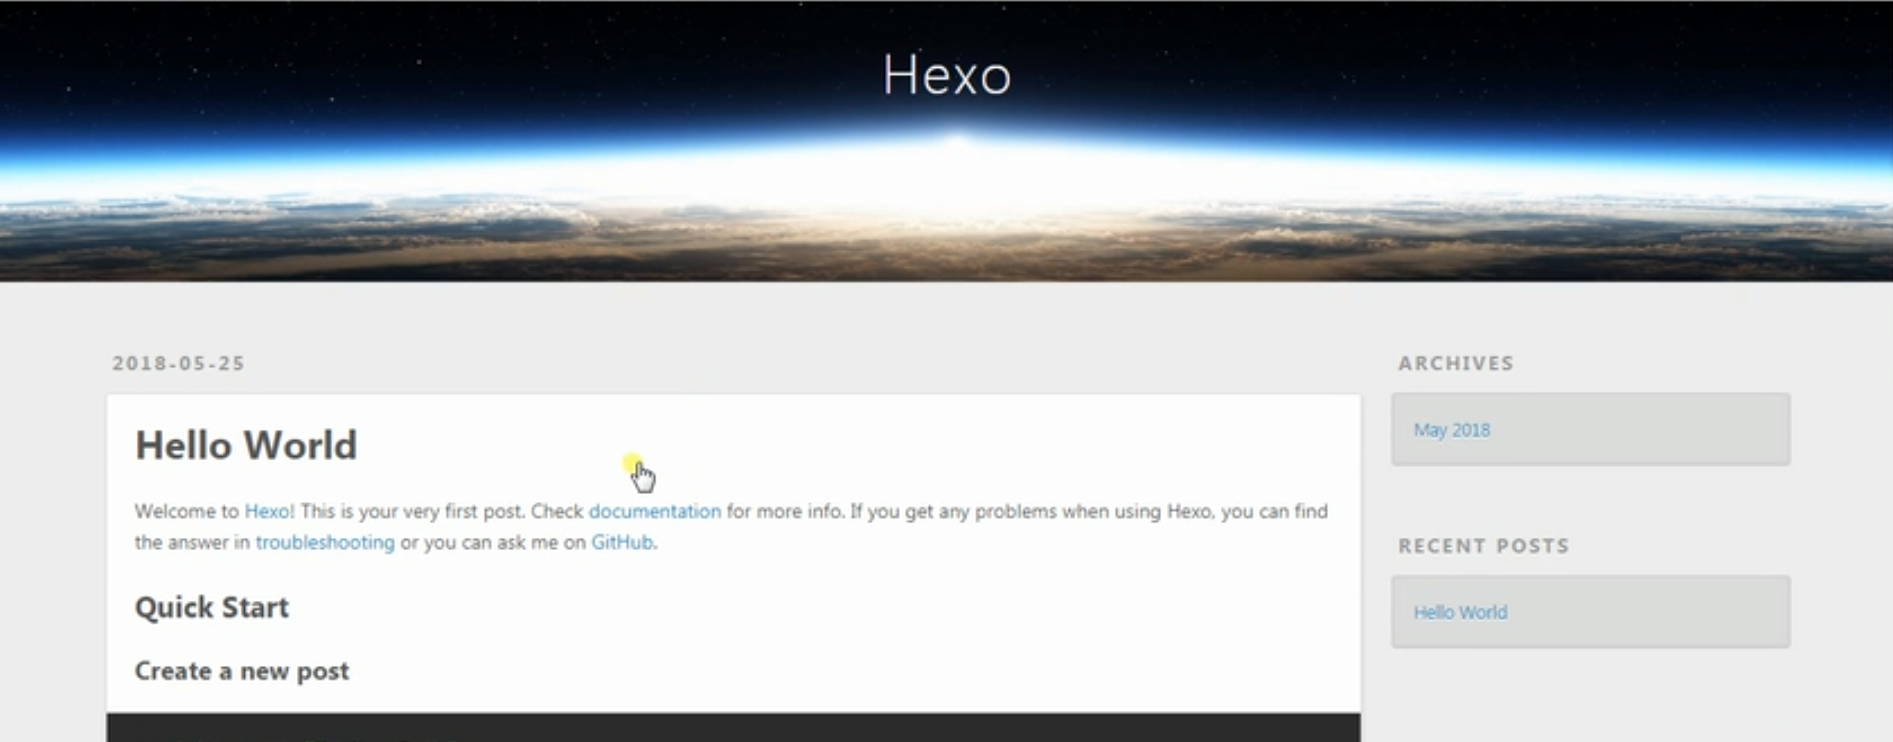 Hexo
2018-05-25
Hello World
Welcome to Hexo! This is your very first post. Check documentation for more info. If you get any problems when using Hexo, you can find
the answer in troubleshooting or you can ask me on GitHub.
Quick Start
Create a new post
ARCHIVES
May 2018
RECENT POSTS
Hello World